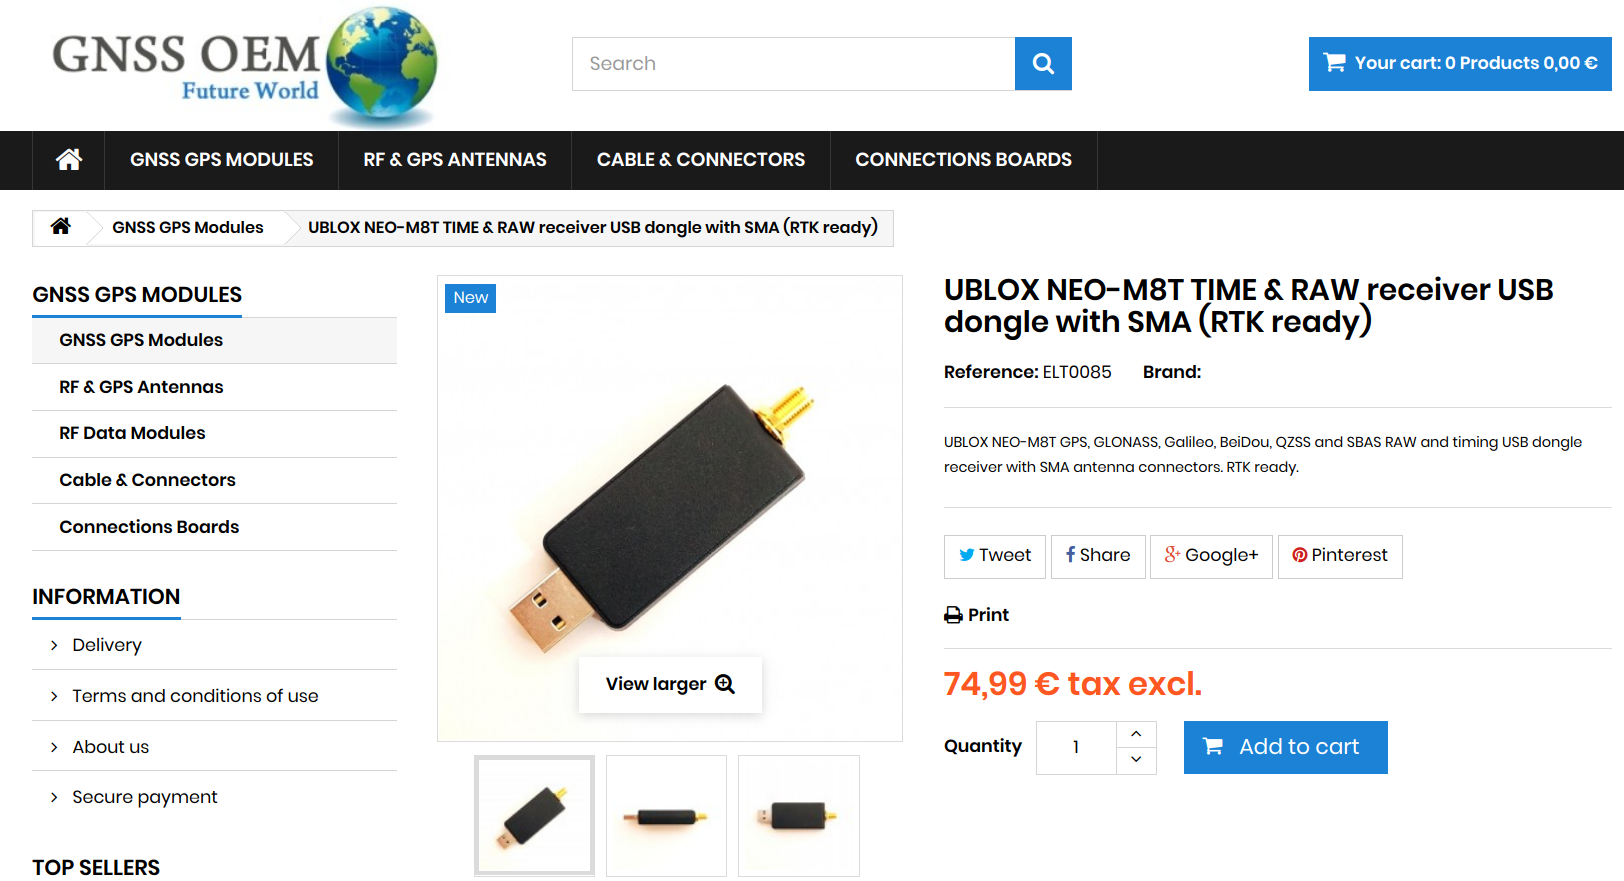 GNSS OEM
Future World
Search
Your cart: 0 Products 0,00 €
GNSS GPS MODULES
RF & GPS ANTENNAS
CABLE & CONNECTORS
CONNECTIONS BOARDS
GNSS GPS Modules
UBLOX NEO-M8T TIME & RAW receiver USB dongle with SMA (RTK ready)
GNSS GPS MODULES
GNSS GPS Modules
RF & GPS Antennas
RF Data Modules
Cable & Connectors
Connections Boards
INFORMATION
Delivery
Terms and conditions of use
About us
Secure payment
TOP SELLERS
New
View larger
UBLOX NEO-M8T TIME & RAW receiver USB
dongle with SMA (RTK ready)
Reference: ELT0085 Brand:
UBLOX NEO-M8T GPS, GLONASS, Galileo, BeiDou, QZSS and SBAS RAW and timing USB dongle
receiver with SMA antenna connectors. RTK ready.
Tweet
Share
Google+
Pinterest
Print
74,99 € tax excl.
Quantity
1
Add to cart